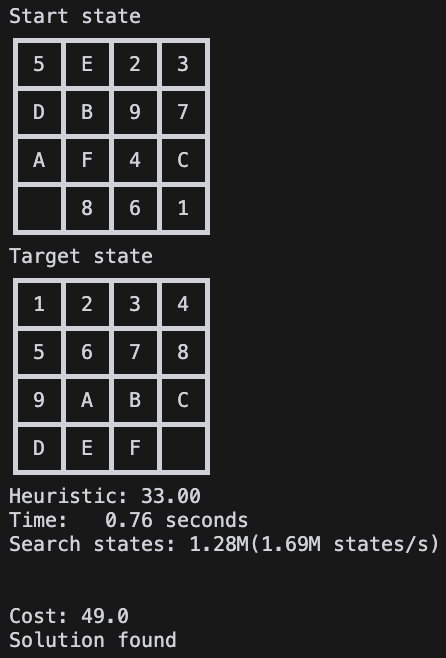 Start state
5 E 2 3
D B 9 7
A F 4 C
8 6 1
Target state
1 2 3 4
5 6 7 8
9 A B C
D E F
Heuristic: 33.00
Time:   0.76 seconds
Search states: 1.28M(1.69M states/s)
Cost: 49.0
Solution found